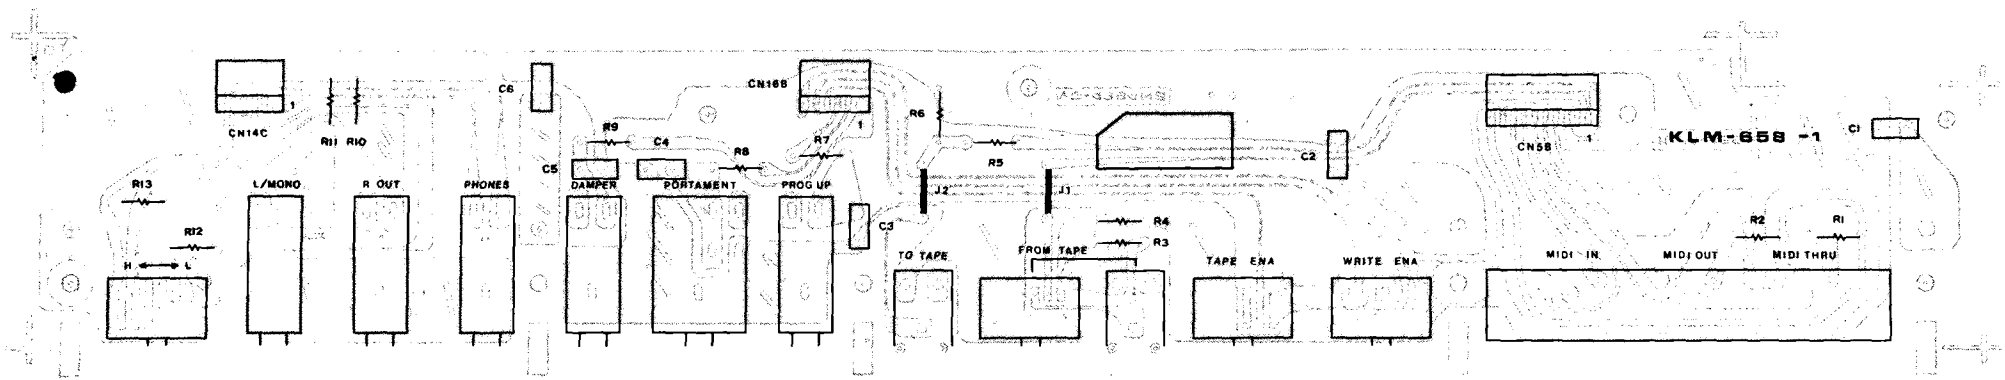 C6
CN16B
1
CN14C
1
R11 R10
R9
C4
R7
R8
C5
R6
R5
C2
CN5B
1
KLM-658 -1
C1
R13
L/MONO
R OUT
PHONES
DAMPER
PORTAMENT
PROG UP
J2
J1
R12
C3
R4
R3
R2
R1
H L
TO TAPE
FROM TAPE
TAPE ENA
WRITE ENA
MIDI IN
MIDI OUT
MIDI THRU